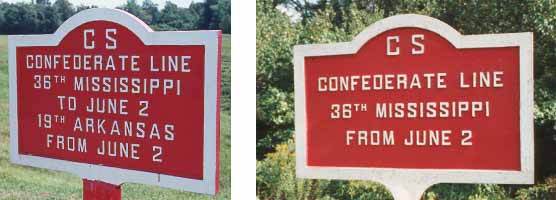 CS
CONFEDERATE LINE
36TH MISSISSIPPI
TO JUNE 2
19TH ARKANSAS
FROM JUNE 2
CS
CONFEDERATE LINE
36TH MISSISSIPPI
FROM JUNE 2